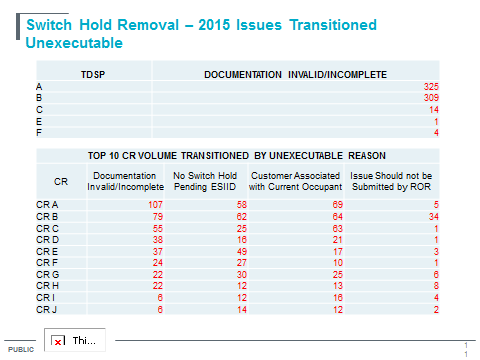 Switch Hold Removal – 2015 Issues Transitioned
Unexecutable
TDSP DOCUMENTATION INVALID/INCOMPLETE
A 325
B 309
C 14
E 1
F 4
TOP 10 CR VOLUME TRANSITIONED BY UNEXECUTABLE REASON
CR Documentation Invalid/Incomplete No Switch Hold Pending ESIID Customer Associated with Current Occupant Issue Should not be Submitted by ROR
CR A 107 58 69 5
CR B 79 62 64 34
CR C 55 25 63 1
CR D 38 16 21 1
CR E 37 49 17 3
CR F 24 27 10 1
CR G 22 30 25 6
CR H 22 12 13 8
CR I 6 12 16 4
CR J 6 14 12 2
PUBLIC
Thi...
1
1